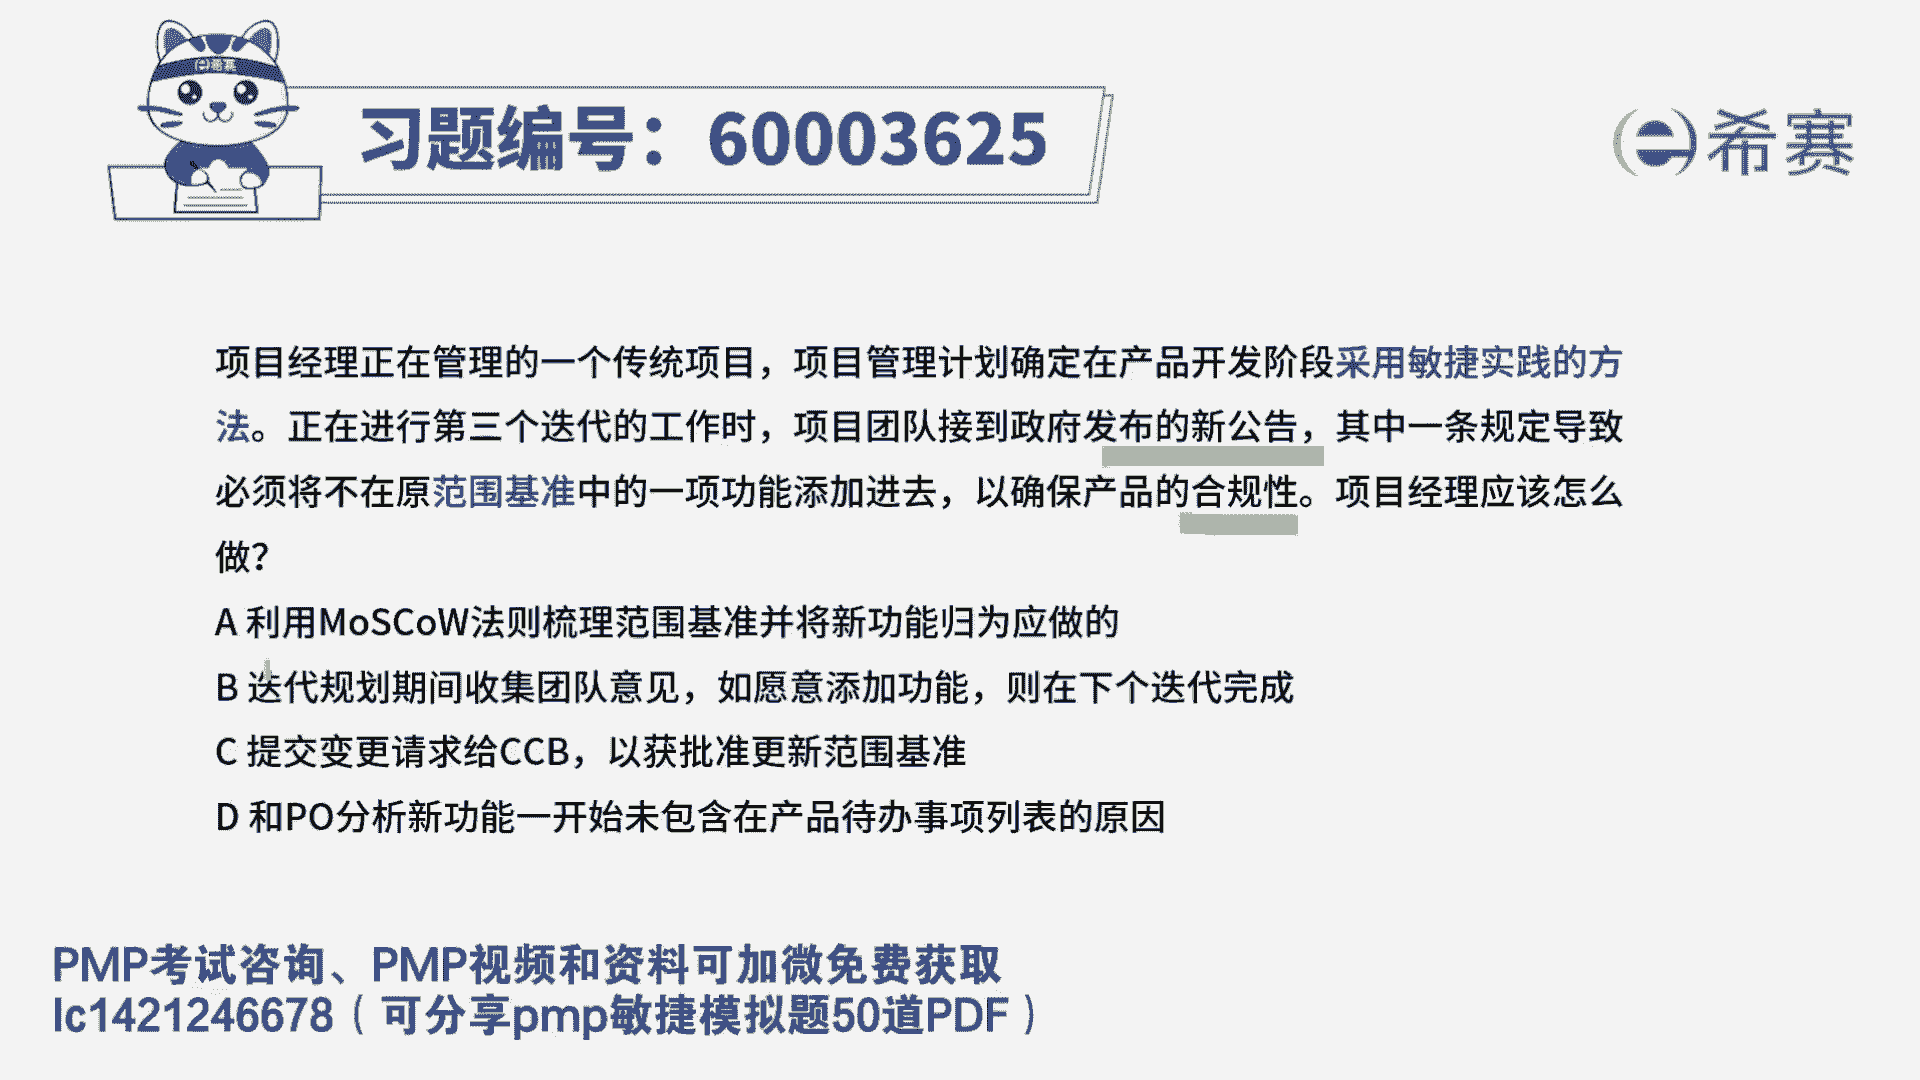 希赛
习题编号：60003625
希赛
项目经理正在管理的一个传统项目，项目管理计划确定在产品开发阶段采用敏捷实践的方
法。正在进行第三个迭代的工作时，项目团队接到政府发布的新公告，其中一条规定导致
必须将不在原范围基准中的一项功能添加进去，以确保产品的合规性。项目经理应该怎么
做？
A 利用MoSCoW法则梳理范围基准并将新功能归为应做的
B 迭代规划期间收集团队意见，如愿意添加功能，则在下个迭代完成
C 提交变更请求给CCB，以获批准更新范围基准
D 和PO分析新功能一开始未包含在产品待办事项列表的原因
PMP考试咨询、PMP视频和资料可加微免费获取
lc1421246678（可分享pmp敏捷模拟题50道PDF）